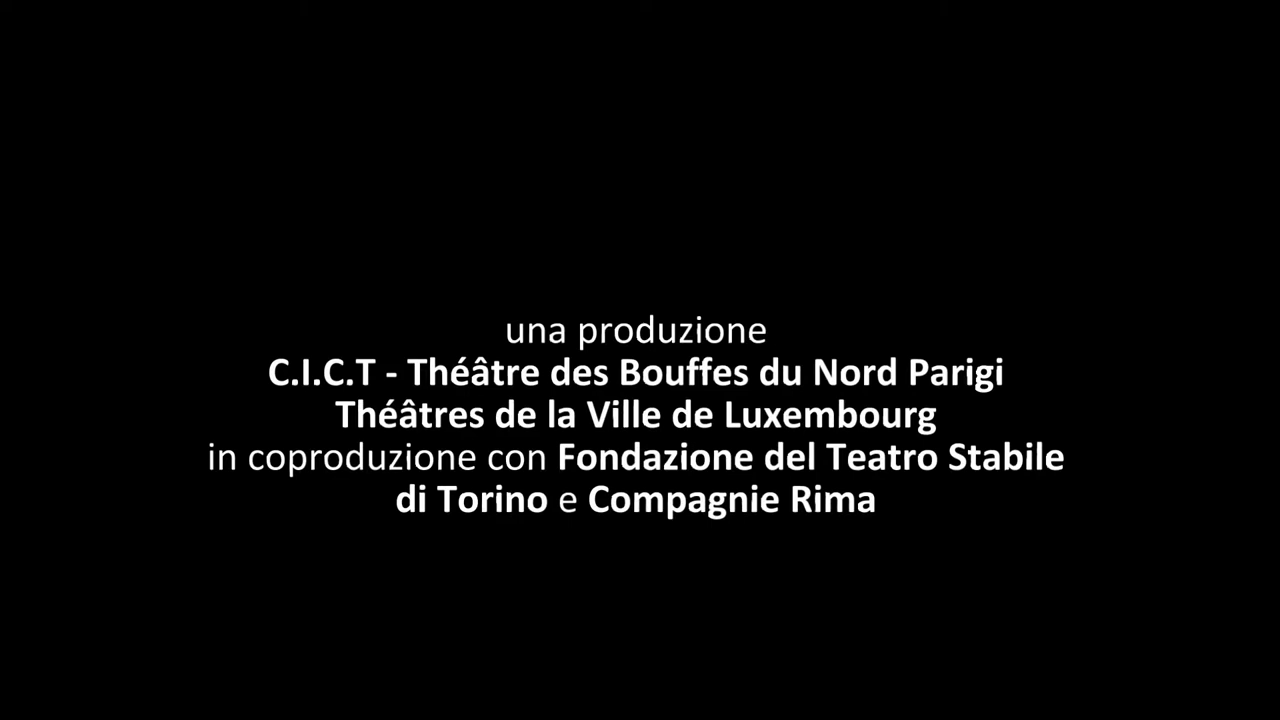 una produzione
C.I.C.T - Théâtre des Bouffes du Nord Parigi
Théâtres de la Ville de Luxembourg
in coproduzione con Fondazione del Teatro Stabile
di Torino e Compagnie Rima